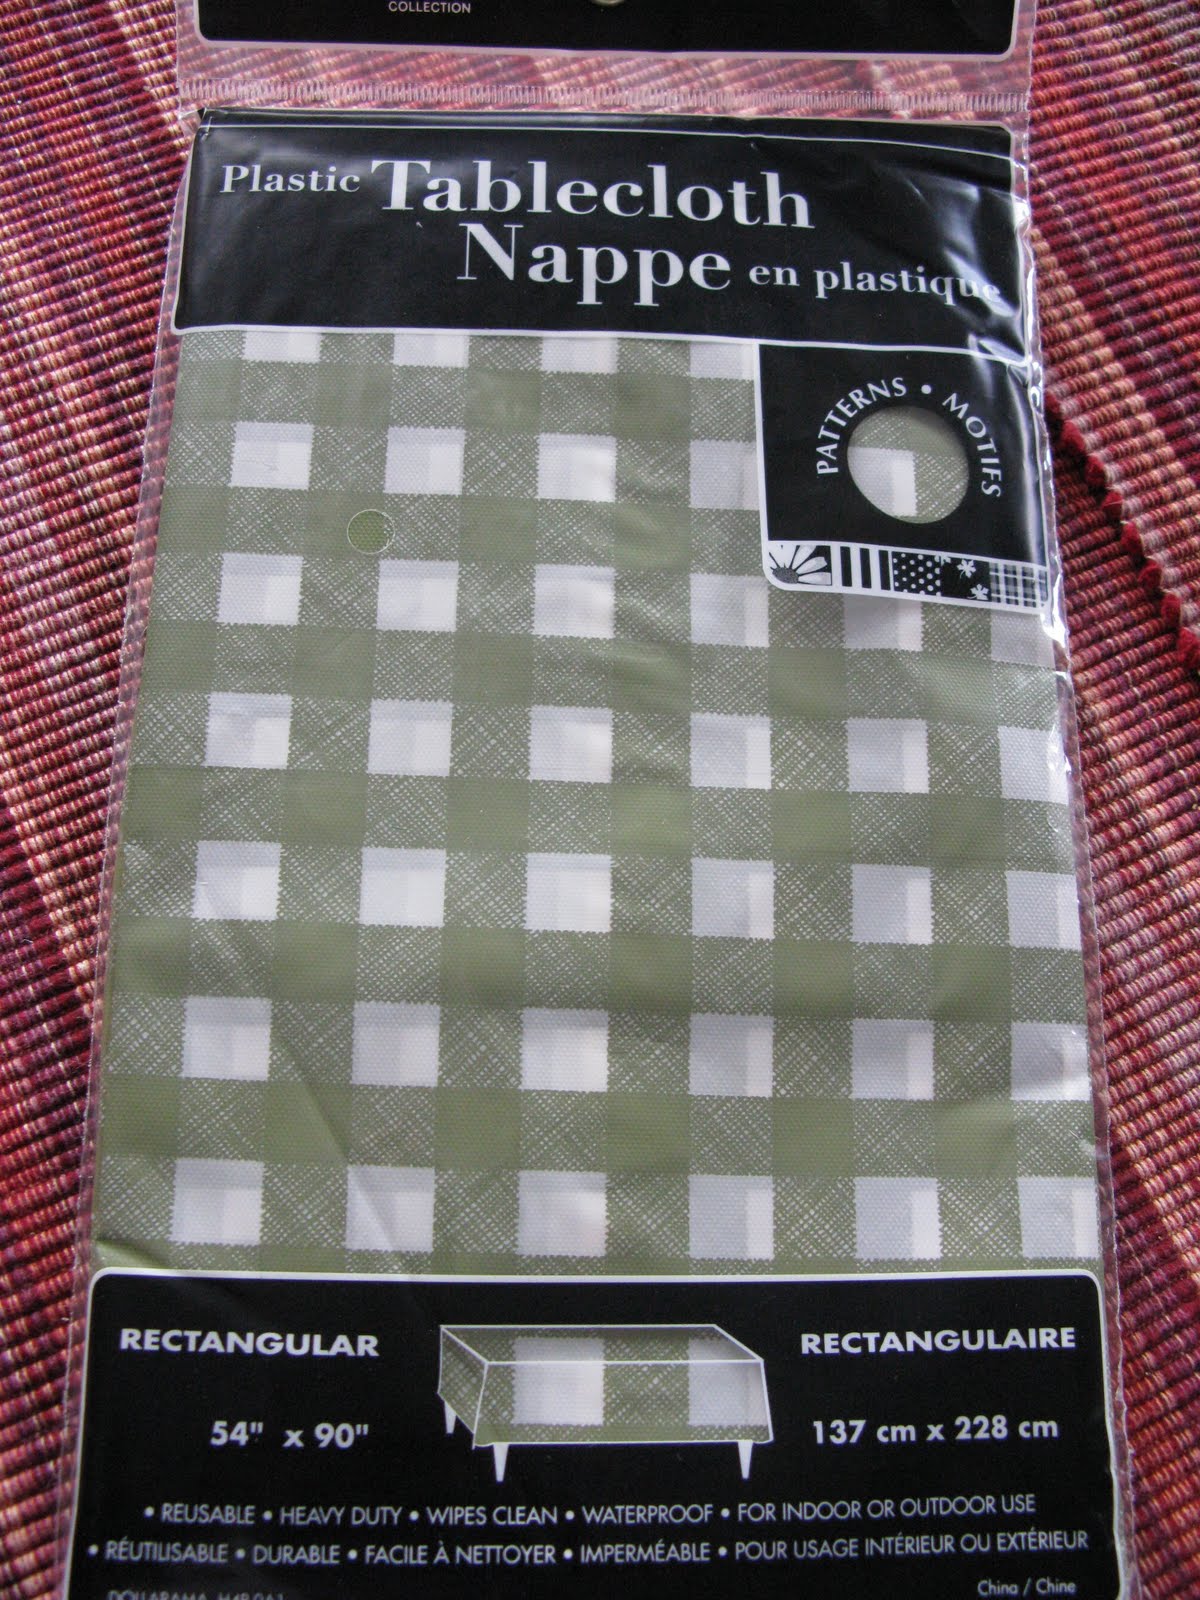 COLLECTION
Plastic Tablecloth
Nappe en plastique
PATTERNS • MOTIFS
RECTANGULAR
54" x 90"
RECTANGULAIRE
137 cm x 228 cm
• REUSABLE • HEAVY DUTY • WIPES CLEAN • WATERPROOF • FOR INDOOR OR OUTDOOR USE
• RÉUTILISABLE • DURABLE • FACILE À NETTOYER • IMPERMÉABLE • POUR USAGE INTÉRIEUR OU EXTÉRIEUR
China / Chine
DOLLARAMA